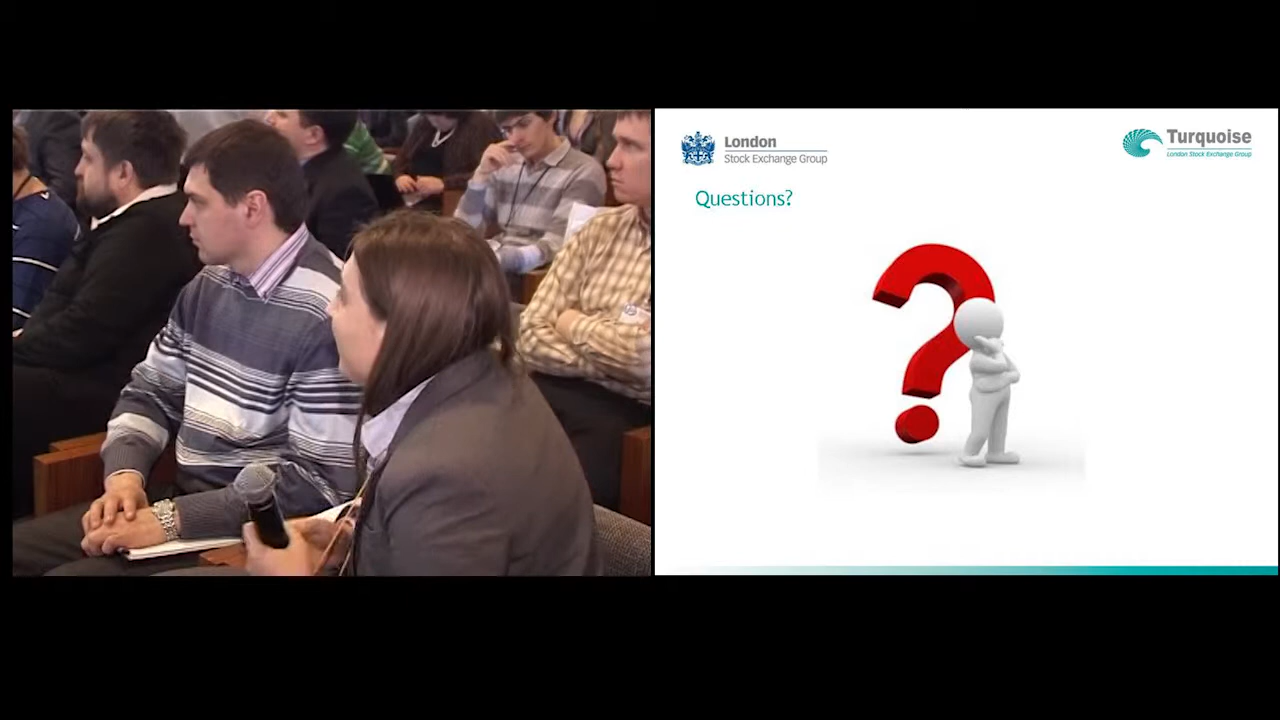 London
Stock Exchange Group
Turquoise
London Stock Exchange Group
Questions?